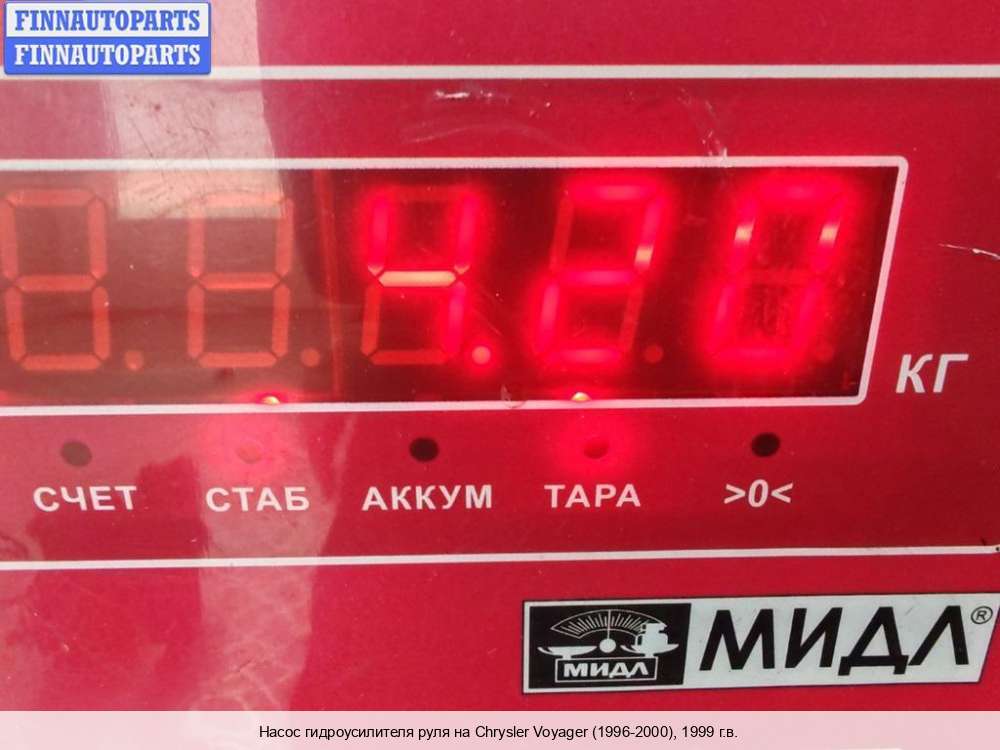 FINNAUTOPARTS
FINNAUTOPARTS
4.20
КГ
СЧЕТ СТАБ АККУМ ТАРА >0<
МИДЛ МИДЛ®
Насос гидроусилителя руля на Chrysler Voyager (1996-2000), 1999 г.в.